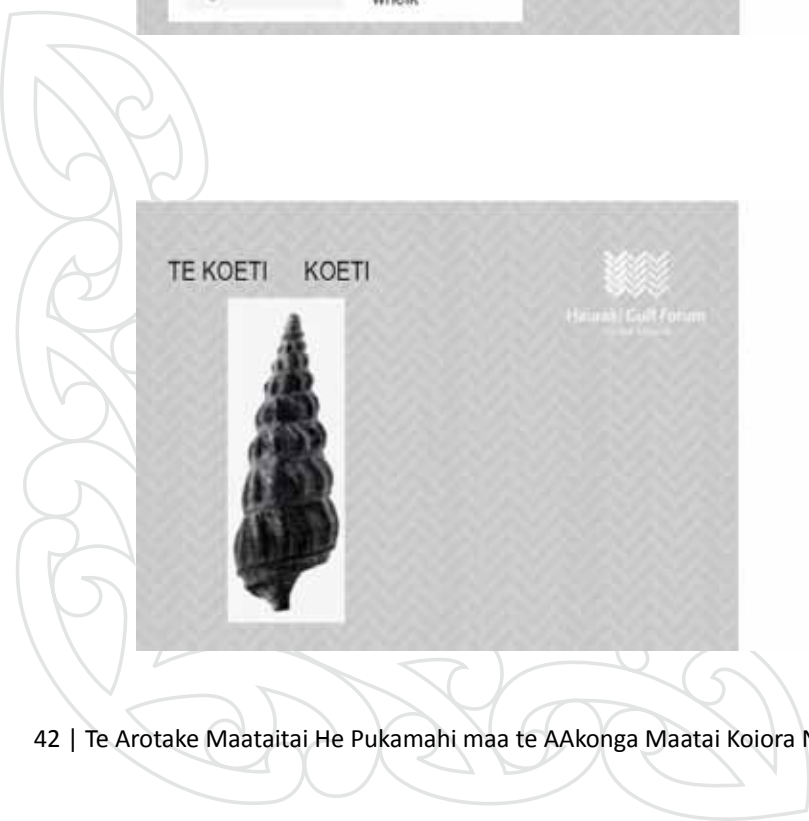 whelk
TE KOETI KOETI
Hauraki Gulf Forum
42 | Te Arotake Maataitai He Pukamahi maa te AAkonga Maatai Koiora